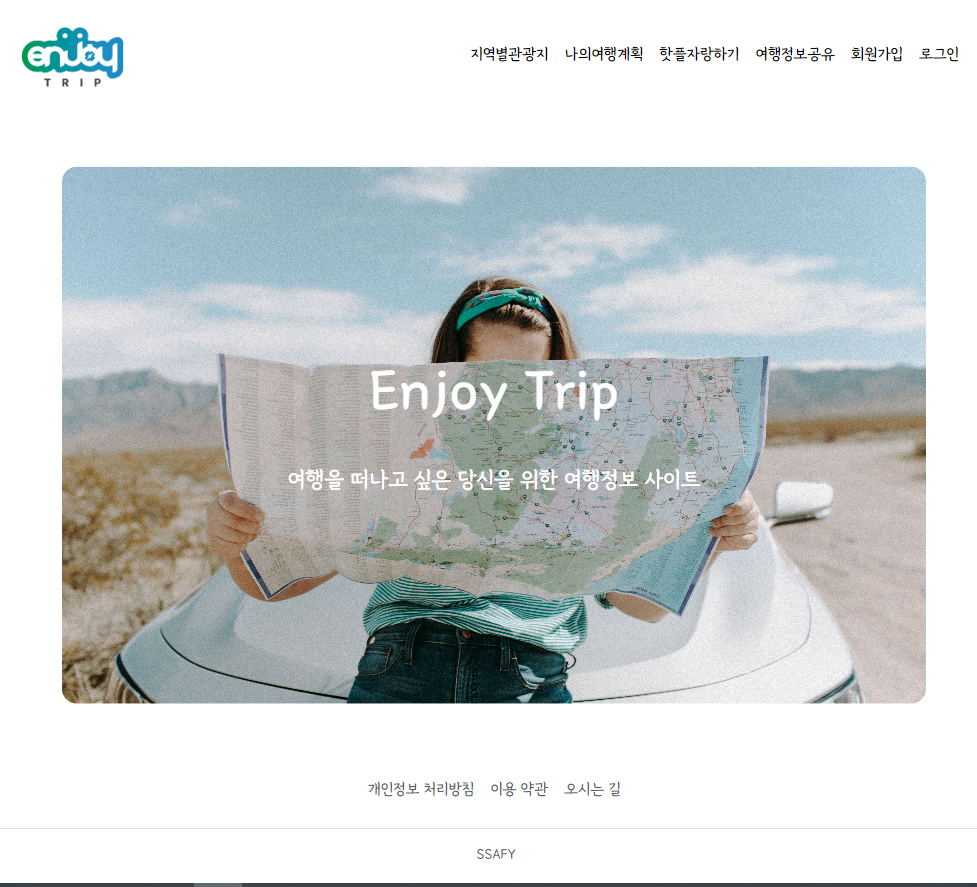 enjoy
TRIP
지역별관광지 나의여행계획 핫플자랑하기 여행정보공유 회원가입 로그인
Enjoy Trip
여행을 떠나고 싶은 당신을 위한 여행정보 사이트
개인정보 처리방침 이용 약관 오시는 길
SSAFY